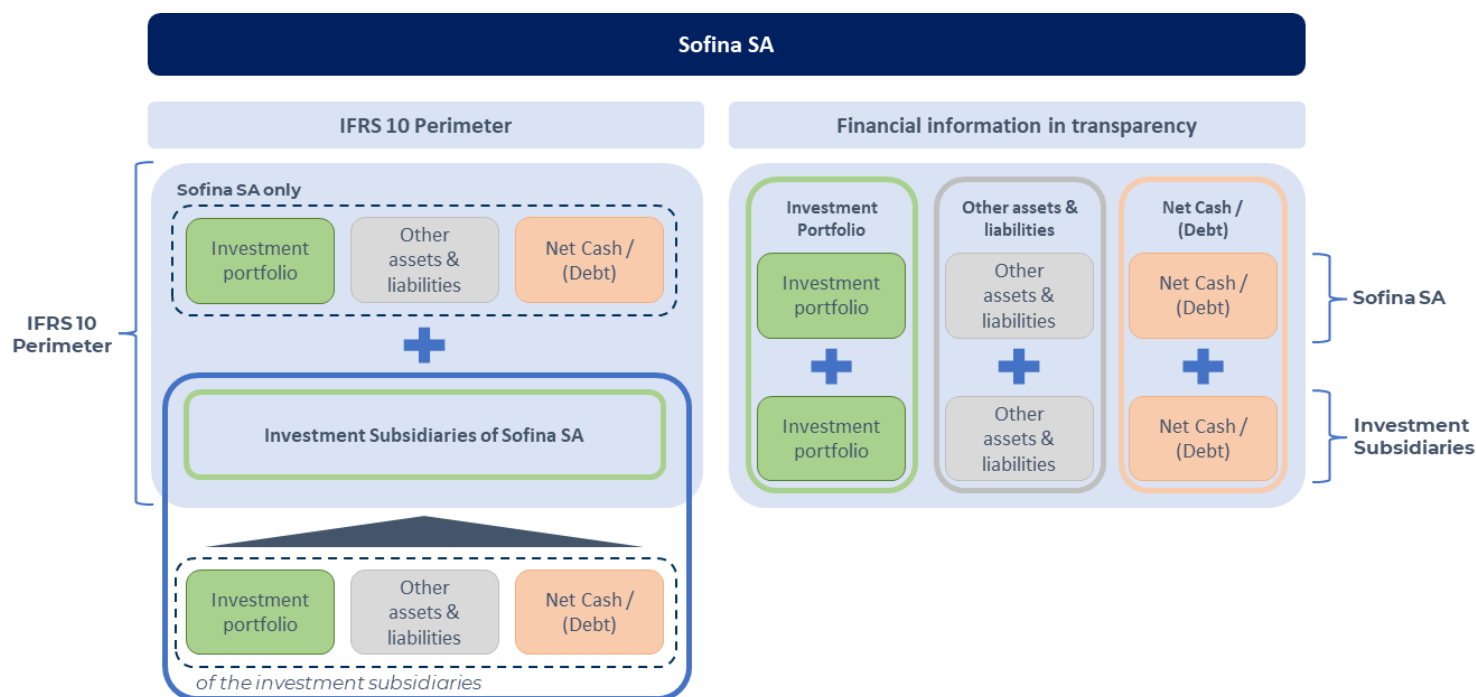 Sofina SA
IFRS 10 Perimeter
Financial information in transparency
IFRS 10
Perimeter
Sofina SA only
Investment
portfolio
Other
assets &
liabilities
Net Cash /
(Debt)
Investment Subsidiaries of Sofina SA
Investment
portfolio
Other
assets &
liabilities
Net Cash /
(Debt)
of the investment subsidiaries
Investment
Portfolio
Other assets &
liabilities
Net Cash /
(Debt)
Investment
portfolio
Other
assets &
liabilities
Net Cash /
(Debt)
Sofina SA
Investment
portfolio
Other
assets &
liabilities
Net Cash /
(Debt)
Investment
Subsidiaries